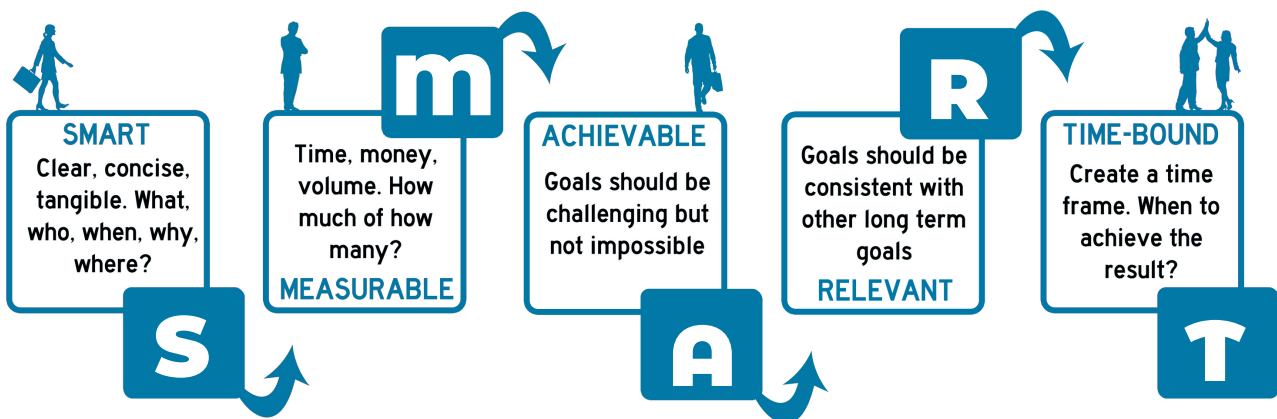 SMART
Clear, concise,
tangible. What,
who, when, why,
where?
S
m
Time, money,
volume. How
much of how
many?
MEASURABLE
ACHIEVABLE
Goals should be
challenging but
not impossible
A
R
Goals should be
consistent with
other long term
goals
RELEVANT
TIME-BOUND
Create a time
frame. When to
achieve the
result?
T